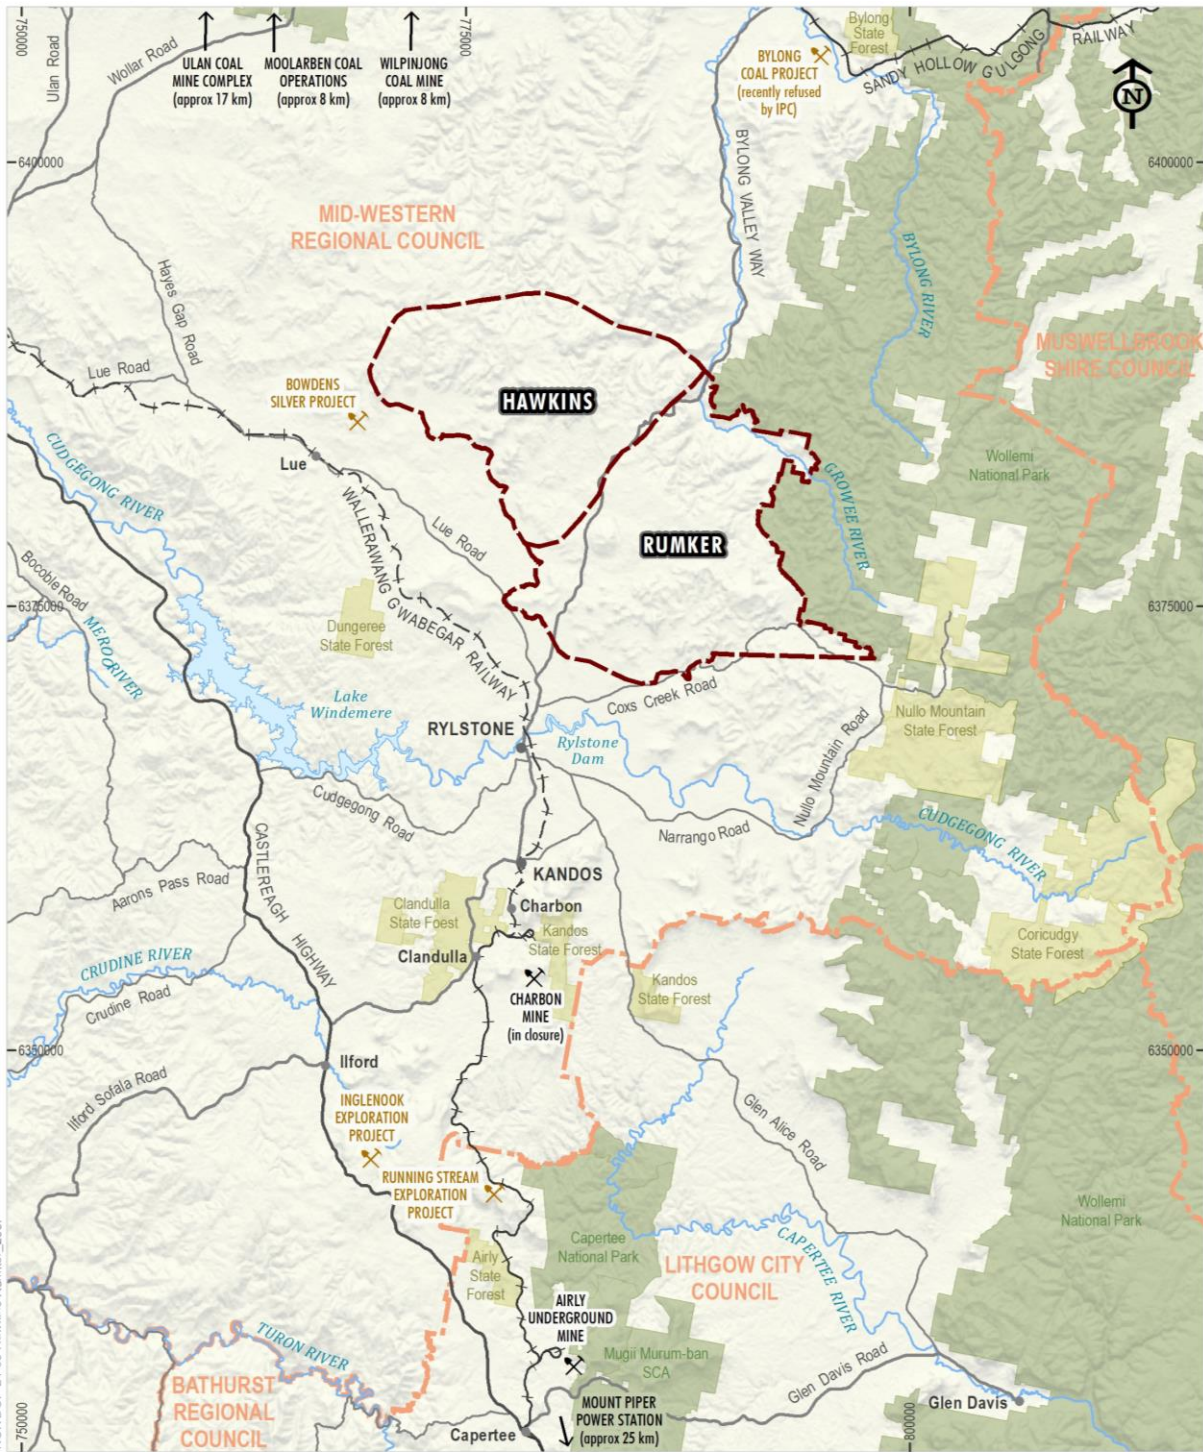 750000
775000
Ulan Road
Wollar Road
ULAN COAL
MINE COMPLEX
(approx 17 km)
MOOLARBEN COAL
OPERATIONS
(approx 8 km)
WILPINJONG
COAL MINE
(approx 8 km)
BYLONG
COAL PROJECT
(recently refused
by IPC)
Bylong
State
Forest
SANDY HOLLOW GULGONG RAILWAY
N
6400000
6400000
MID-WESTERN
REGIONAL COUNCIL
BYLONG VALLEY WAY
BYLONG RIVER
Hayes Gap Road
MUSWELLBROOK
SHIRE COUNCIL
Lue Road
BOWDENS
SILVER PROJECT
HAWKINS
CUDGEGONG RIVER
Lue
Wollemi
National Park
GROWEE RIVER
WALLERAWANG GWABEGAR RAILWAY
Lue Road
RUMKER
Bocoble Road
6375000
6375000
MEROO RIVER
Dungeree
State Forest
Lake
Windemere
Coxs Creek Road
RYLSTONE
Rylstone
Dam
Nullo Mountain
State Forest
Nullo Mountain Road
Cudgegong Road
Narrango Road
CUDGEGONG RIVER
CASTLEREAGH HIGHWAY
KANDOS
Aarons Pass Road
Clandulla
State Foest
Charbon
Kandos
State Forest
Coricudgy
State Forest
Clandulla
CRUDINE RIVER
Crudine Road
CHARBON
MINE
(in closure)
Kandos
State Forest
6350000
6350000
Ilford
Ilford Sofala Road
INGLENOOK
EXPLORATION
PROJECT
Glen Alice Road
RUNNING STREAM
EXPLORATION
PROJECT
Wollemi
National Park
Capertee
National Park
LITHGOW CITY
COUNCIL
CAPERTEE RIVER
Airly
State
Forest
AIRLY
UNDERGROUND
MINE
TURON RIVER
Mugii Murum-ban
SCA
Glen Davis Road
BATHURST
REGIONAL
COUNCIL
MOUNT PIPER
POWER STATION
(approx 25 km)
Glen Davis
Capertee
750000
800000